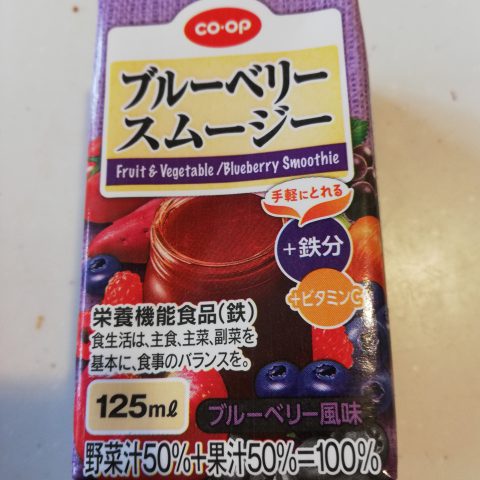 co·op
ブルーベリー
スムージー
Fruit & Vegetable /Blueberry Smoothie
手軽にとれる
+鉄分
+ビタミンC
栄養機能食品(鉄)
食生活は、主食、主菜、副菜を
基本に、食事のバランスを。
125mℓ
ブルーベリー風味
野菜汁50%+果汁50%=100%